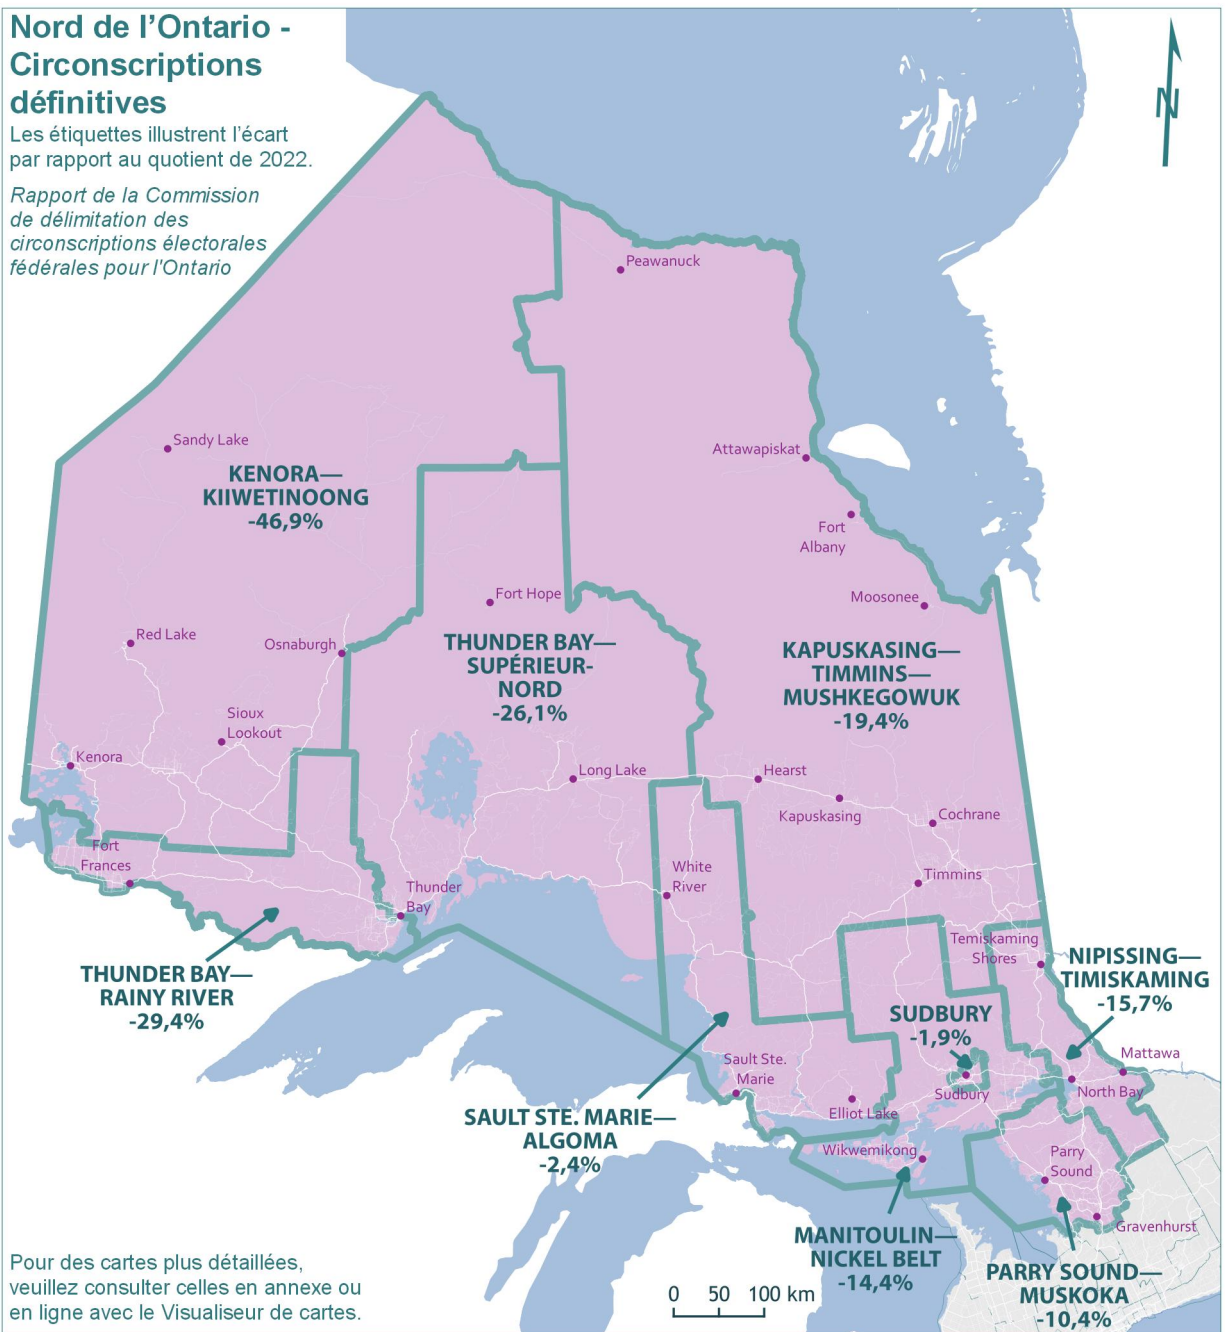 Nord de l'Ontario -
Circonscriptions
définitives
Les étiquettes illustrent l'écart
par rapport au quotient de 2022.
Rapport de la Commission
de délimitation des
circonscriptions électorales
fédérales pour l'Ontario
N
Peawanuck
Sandy Lake
KENORA—
KIIWETINOONG
-46,9%
Attawapiskat
Fort
Albany
Moosonee
Fort Hope
Red Lake
Osnaburgh
THUNDER BAY—
SUPÉRIEUR-
NORD
-26,1%
KAPUSKASING—
TIMMINS—
MUSHKEGOWUK
-19,4%
Sioux
Lookout
Kenora
Long Lake
Hearst
Kapuskasing
Cochrane
Fort
Frances
White
River
Timmins
Thunder
Bay
Temiskaming
Shores
THUNDER BAY—
RAINY RIVER
-29,4%
NIPISSING—
TIMISKAMING
-15,7%
SUDBURY
-1,9%
Sault Ste.
Marie
Sudbury
Mattawa
North Bay
Elliot Lake
SAULT STE. MARIE—
ALGOMA
-2,4%
Wikwemikong
Parry
Sound
Gravenhurst
MANITOULIN—
NICKEL BELT
-14,4%
PARRY SOUND—
MUSKOKA
-10,4%
Pour des cartes plus détaillées,
veuillez consulter celles en annexe ou
en ligne avec le Visualiseur de cartes.
0 50 100 km